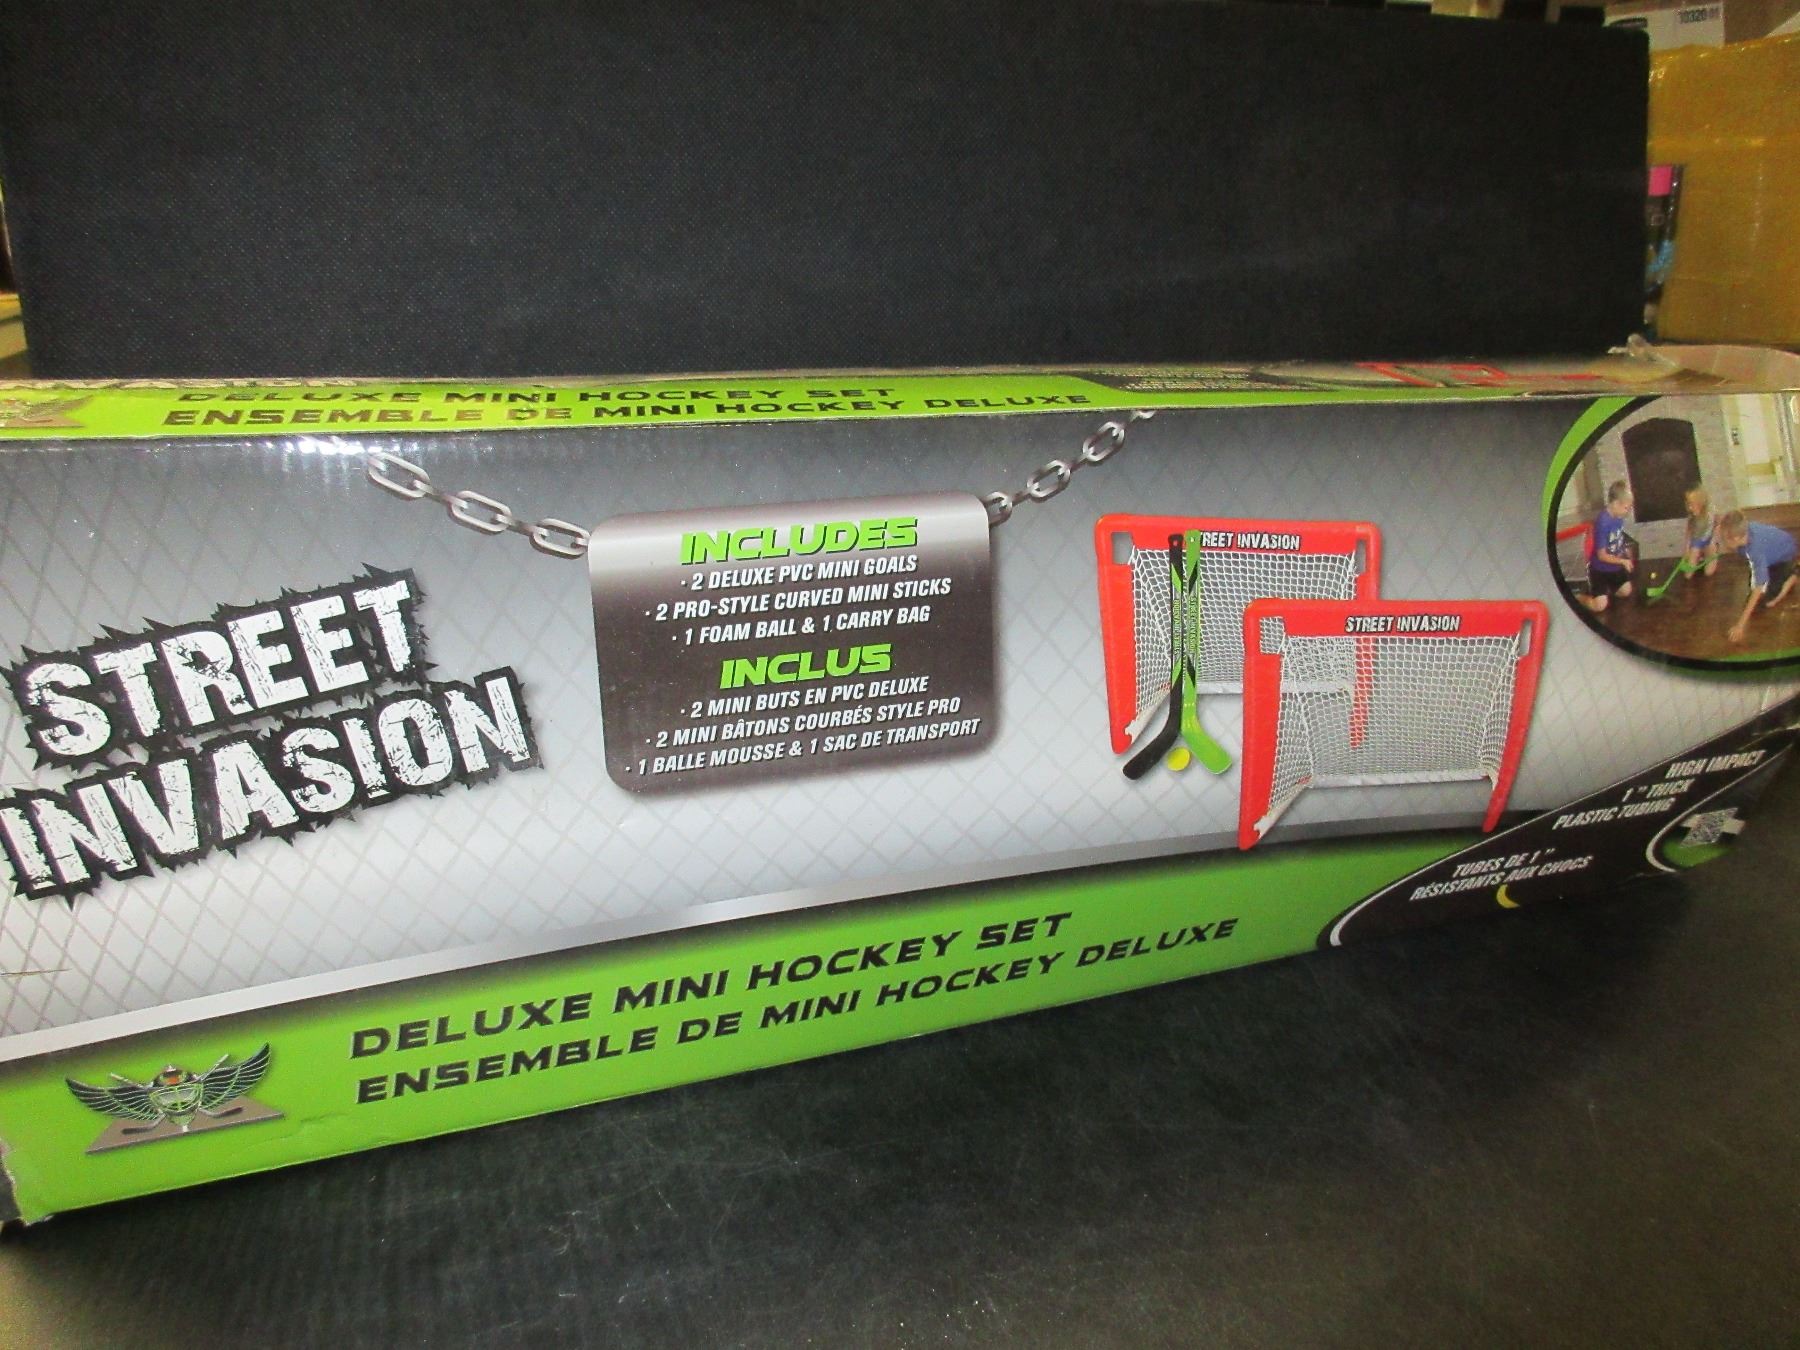 DELUXE MINI HOCKEY SET
ENSEMBLE DE MINI HOCKEY DELUXE
STREET
INVASION
INCLUDES
· 2 DELUXE PVC MINI GOALS
· 2 PRO-STYLE CURVED MINI STICKS
· 1 FOAM BALL & 1 CARRY BAG
INCLUS
· 2 MINI BUTS EN PVC DELUXE
· 2 MINI BÂTONS COURBÉS STYLE PRO
· 1 BALLE MOUSSE & 1 SAC DE TRANSPORT
STREET INVASION
STREET INVASION
HIGH IMPACT
1" THICK
PLASTIC TUBING
TUBES DE 1"
RÉSISTANTS AUX CHOCS
DELUXE MINI HOCKEY SET
ENSEMBLE DE MINI HOCKEY DELUXE